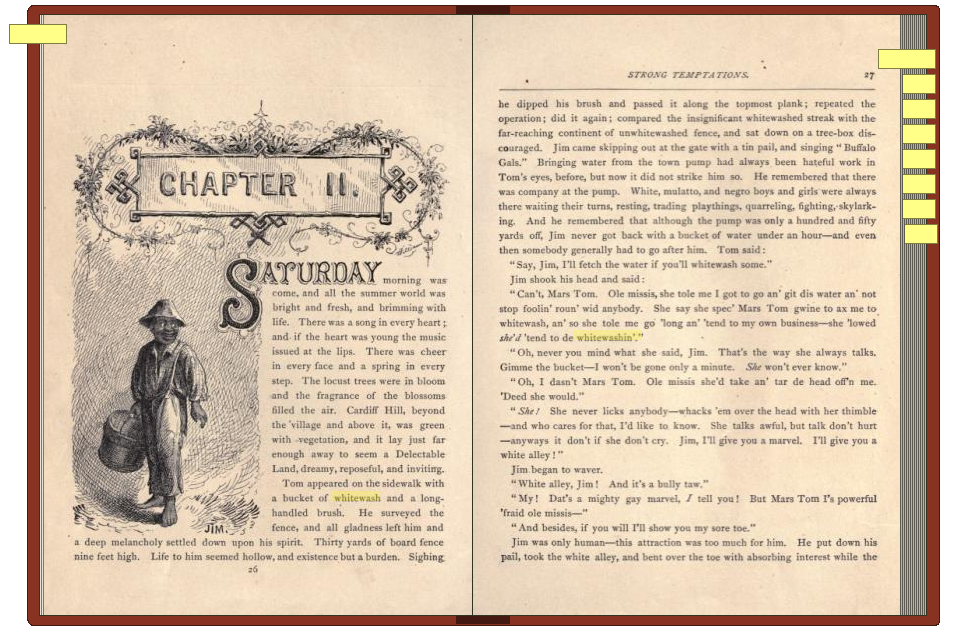 CHAPTER II.
SATURDAY morning was
come, and all the summer world was
bright and fresh, and brimming with
life. There was a song in every heart;
and if the heart was young the music
issued at the lips. There was cheer
in every face and a spring in every
step. The locust trees were in bloom
and the fragrance of the blossoms
filled the air. Cardiff Hill, beyond
the village and above it, was green
with vegetation, and it lay just far
enough away to seem a Delectable
Land, dreamy, reposeful, and inviting.
Tom appeared on the sidewalk with
a bucket of whitewash and a long-
handled brush. He surveyed the
fence, and all gladness left him and
JIM.
a deep melancholy settled down upon his spirit. Thirty yards of board fence
nine feet high. Life to him seemed hollow, and existence but a burden. Sighing
26
STRONG TEMPTATIONS. 27
he dipped his brush and passed it along the topmost plank; repeated the
operation; did it again; compared the insignificant whitewashed streak with the
far-reaching continent of unwhitewashed fence, and sat down on a tree-box dis-
couraged. Jim came skipping out at the gate with a tin pail, and singing "Buffalo
Gals." Bringing water from the town pump had always been hateful work in
Tom's eyes, before, but now it did not strike him so. He remembered that there
was company at the pump. White, mulatto, and negro boys and girls were always
there waiting their turns, resting, trading playthings, quarreling, fighting, skylark-
ing. And he remembered that although the pump was only a hundred and fifty
yards off, Jim never got back with a bucket of water under an hour—and even
then somebody generally had to go after him. Tom said:
"Say, Jim, I'll fetch the water if you'll whitewash some."
Jim shook his head and said:
"Can't, Mars Tom. Ole missis, she tole me I got to go an' git dis water an' not
stop foolin' roun' wid anybody. She say she spec' Mars Tom gwine to ax me to
whitewash, an' so she tole me go 'long an' 'tend to my own business—she 'lowed
she'd 'tend to de whitewashin'."
"Oh, never you mind what she said, Jim. That's the way she always talks.
Gimme the bucket—I won't be gone only a minute. She won't ever know."
"Oh, I dasn't Mars Tom. Ole missis she'd take an' tar de head off'n me.
'Deed she would."
"She! She never licks anybody—whacks 'em over the head with her thimble
—and who cares for that, I'd like to know. She talks awful, but talk don't hurt
—anyways it don't if she don't cry. Jim, I'll give you a marvel. I'll give you a
white alley!"
Jim began to waver.
"White alley, Jim! And it's a bully taw."
"My! Dat's a mighty gay marvel, I tell you! But Mars Tom I's powerful
'fraid ole missis—"
"And besides, if you will I'll show you my sore toe."
Jim was only human—this attraction was too much for him. He put down his
pail, took the white alley, and bent over the toe with absorbing interest while the